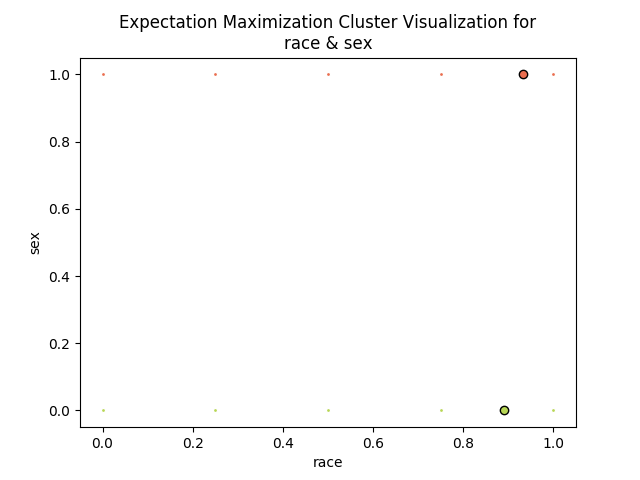 Expectation Maximization Cluster Visualization for
race & sex
1.0
0.8
0.6
0.4
0.2
0.0
sex
0.0 0.2 0.4 0.6 0.8 1.0
race